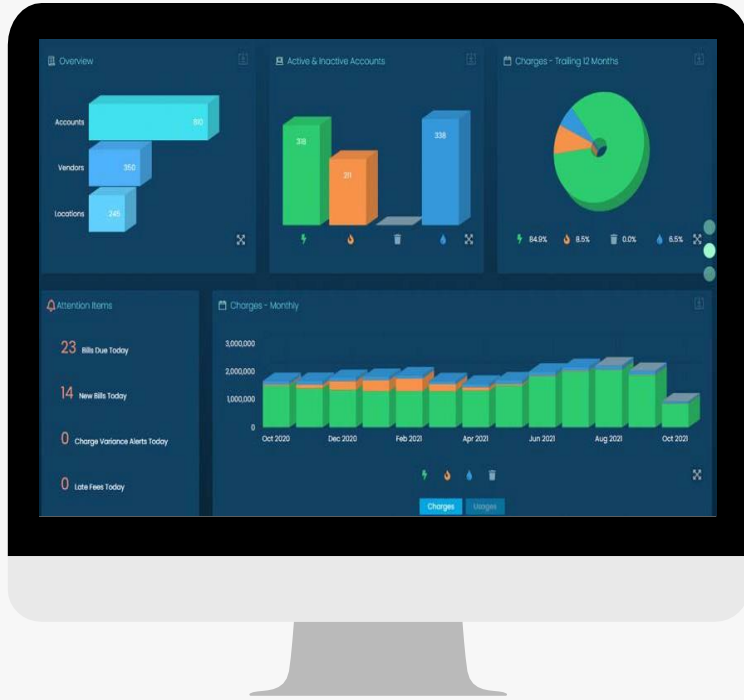 Overview
Accounts 810
Vendors 350
Locations 245
Active & Inactive Accounts
318
211
338
Charges - Trailing 12 Months
84.9% 8.5% 0.0% 6.5%
Attention Items
23 Bills Due Today
14 New Bills Today
0 Charge Variance Alerts Today
0 Late Fees Today
Charges - Monthly
3,000,000
2,000,000
1,000,000
0
Oct 2020 Dec 2020 Feb 2021 Apr 2021 Jun 2021 Aug 2021 Oct 2021
Charges Usages